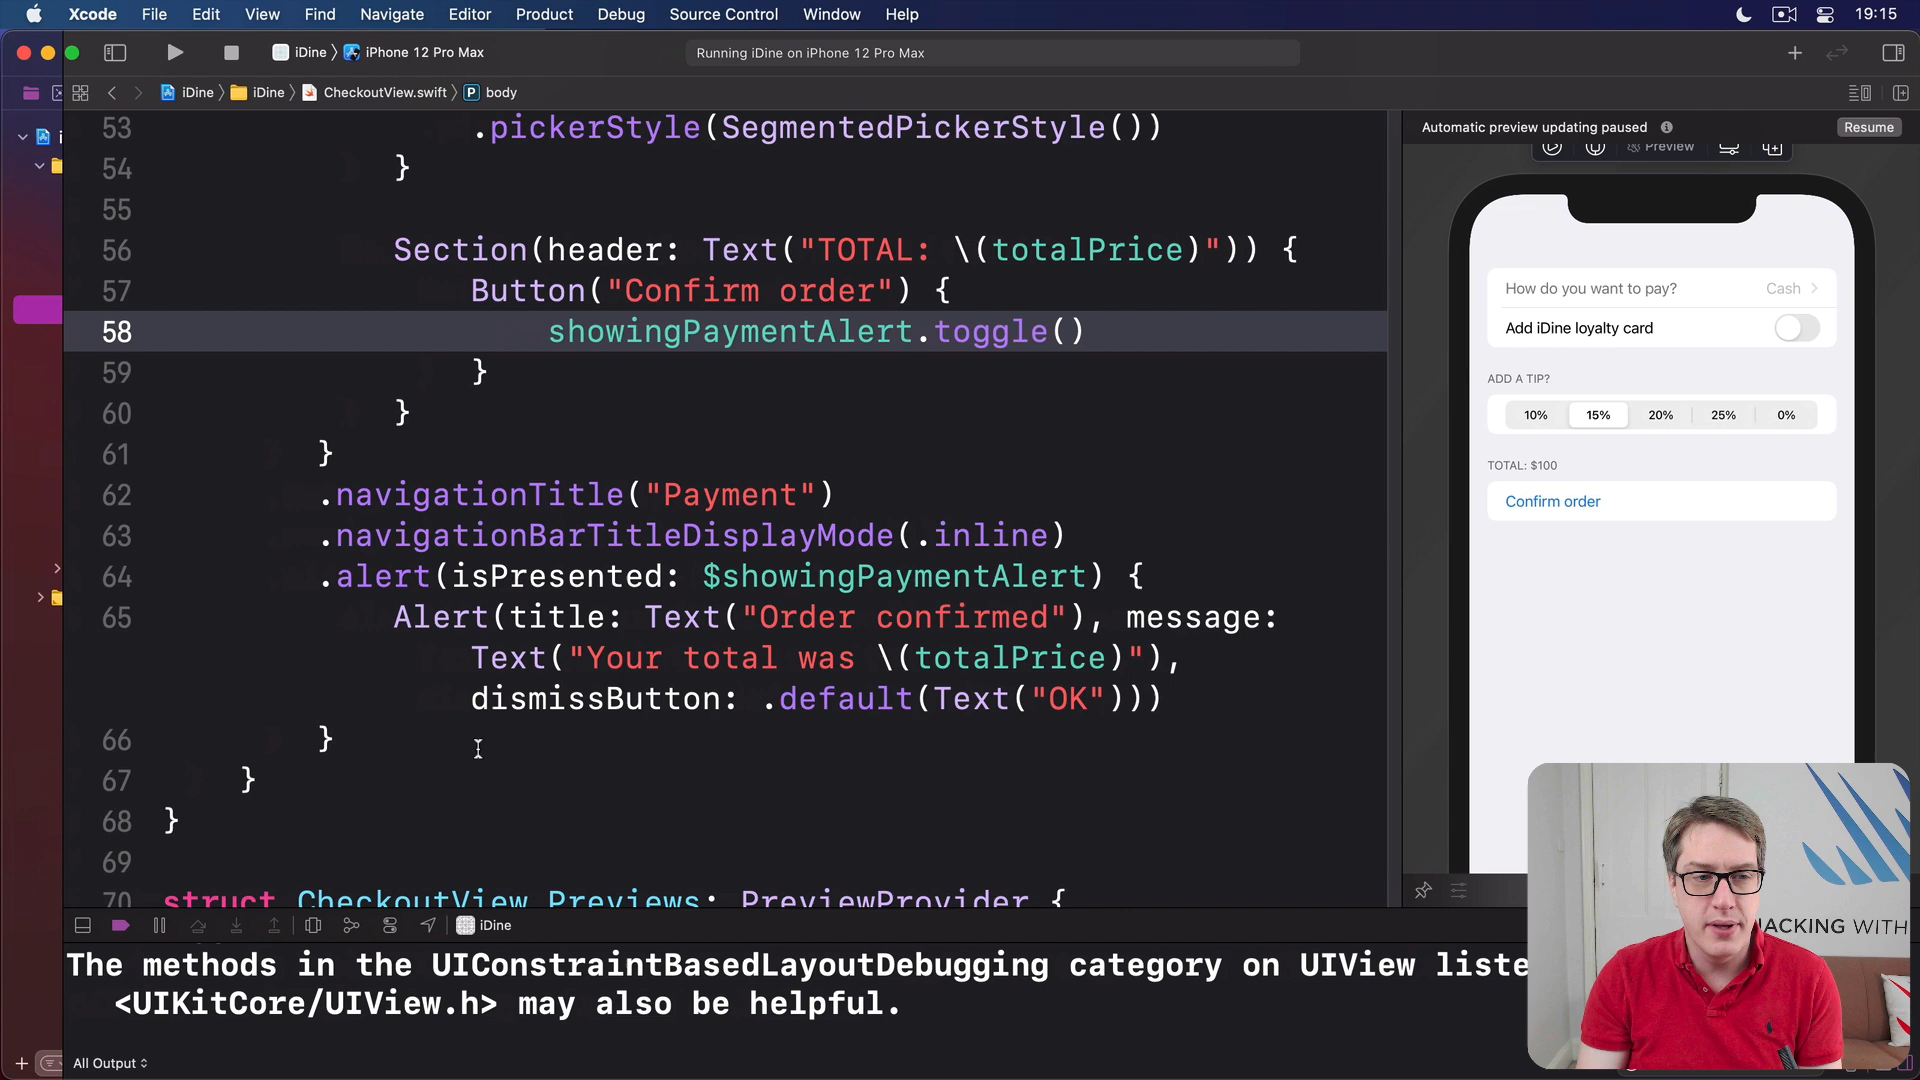 Xcode File Edit View Find Navigate Editor Product Debug Source Control Window Help 19:15
iDine iPhone 12 Pro Max
Running iDine on iPhone 12 Pro Max
iDine iDine CheckoutView.swift P body
53 .pickerStyle(SegmentedPickerStyle())
54 }
55
56 Section(header: Text("TOTAL: \(totalPrice)")) {
57 Button("Confirm order") {
58 showingPaymentAlert.toggle()
59 }
60 }
61 }
62 .navigationTitle("Payment")
63 .navigationBarTitleDisplayMode(.inline)
64 .alert(isPresented: $showingPaymentAlert) {
65 Alert(title: Text("Order confirmed"), message:
Text("Your total was \(totalPrice)"),
dismissButton: .default(Text("OK")))
66 }
67 }
68 }
69
70 struct CheckoutView_Previews: PreviewProvider {
iDine
The methods in the UIConstraintBasedLayoutDebugging category on UIView liste
<UIKitCore/UIView.h> may also be helpful.
All Output
Automatic preview updating paused
Resume
Preview
How do you want to pay? Cash
Add iDine loyalty card
ADD A TIP?
10% 15% 20% 25% 0%
TOTAL: $100
Confirm order
HACKING WITH